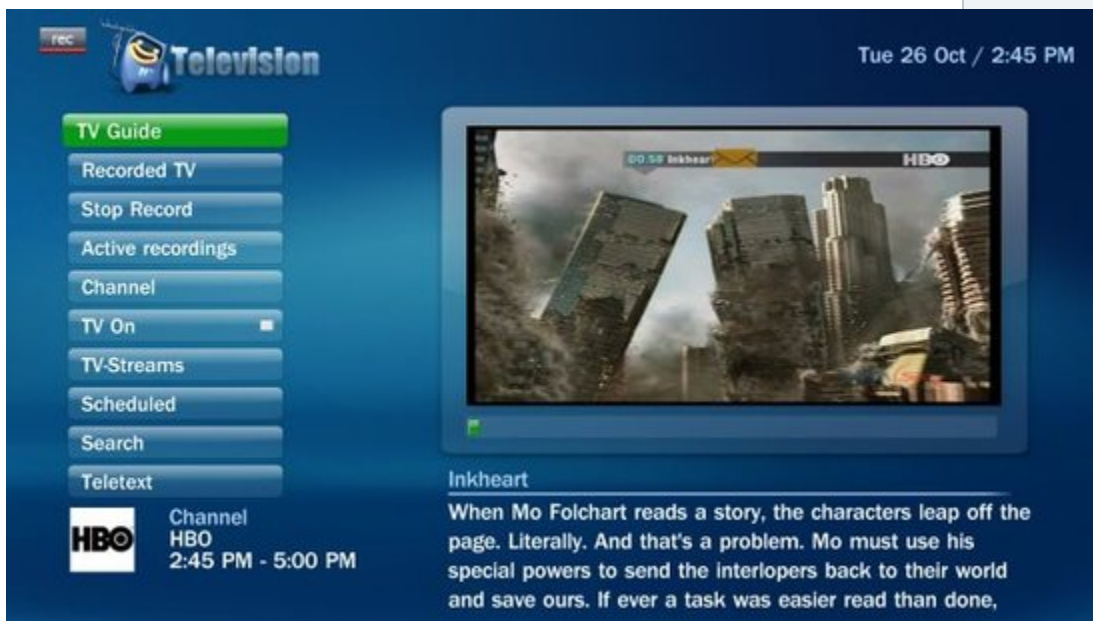 rec
Television
Tue 26 Oct / 2:45 PM
TV Guide
Recorded TV
Stop Record
Active recordings
Channel
TV On
TV-Streams
Scheduled
Search
Teletext
00.58 Inkhear
HBO
HBO
Channel
HBO
2:45 PM - 5:00 PM
Inkheart
When Mo Folchart reads a story, the characters leap off the
page. Literally. And that's a problem. Mo must use his
special powers to send the interlopers back to their world
and save ours. If ever a task was easier read than done,